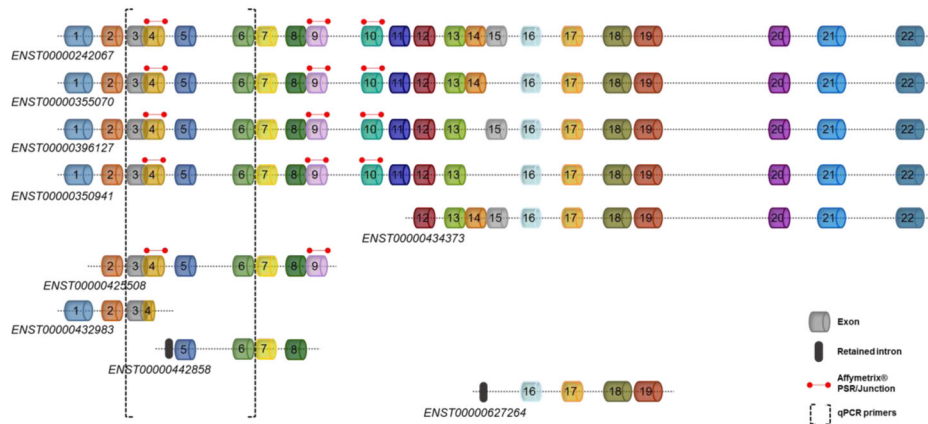 1 2 3 4 5 6 7 8 9 10 11 12 13 14 15 16 17 18 19 20 21 22
ENST00000242067
1 2 3 4 5 6 7 8 9 10 11 12 13 14 16 17 18 19 20 21 22
ENST00000355070
1 2 3 4 5 6 7 8 9 10 11 12 13 15 16 17 18 19 20 21 22
ENST00000396127
1 2 3 4 5 6 7 8 9 10 11 12 13 16 17 18 19 20 21 22
ENST00000350941
12 13 14 15 16 17 18 19 20 21 22
ENST00000434373
2 3 4 5 6 7 8 9
ENST00000425508
1 2 3 4
ENST00000432983
5 6 7 8
ENST00000442858
16 17 18 19
ENST00000627264
Exon
Retained intron
Affymetrix®
PSR/Junction
qPCR primers